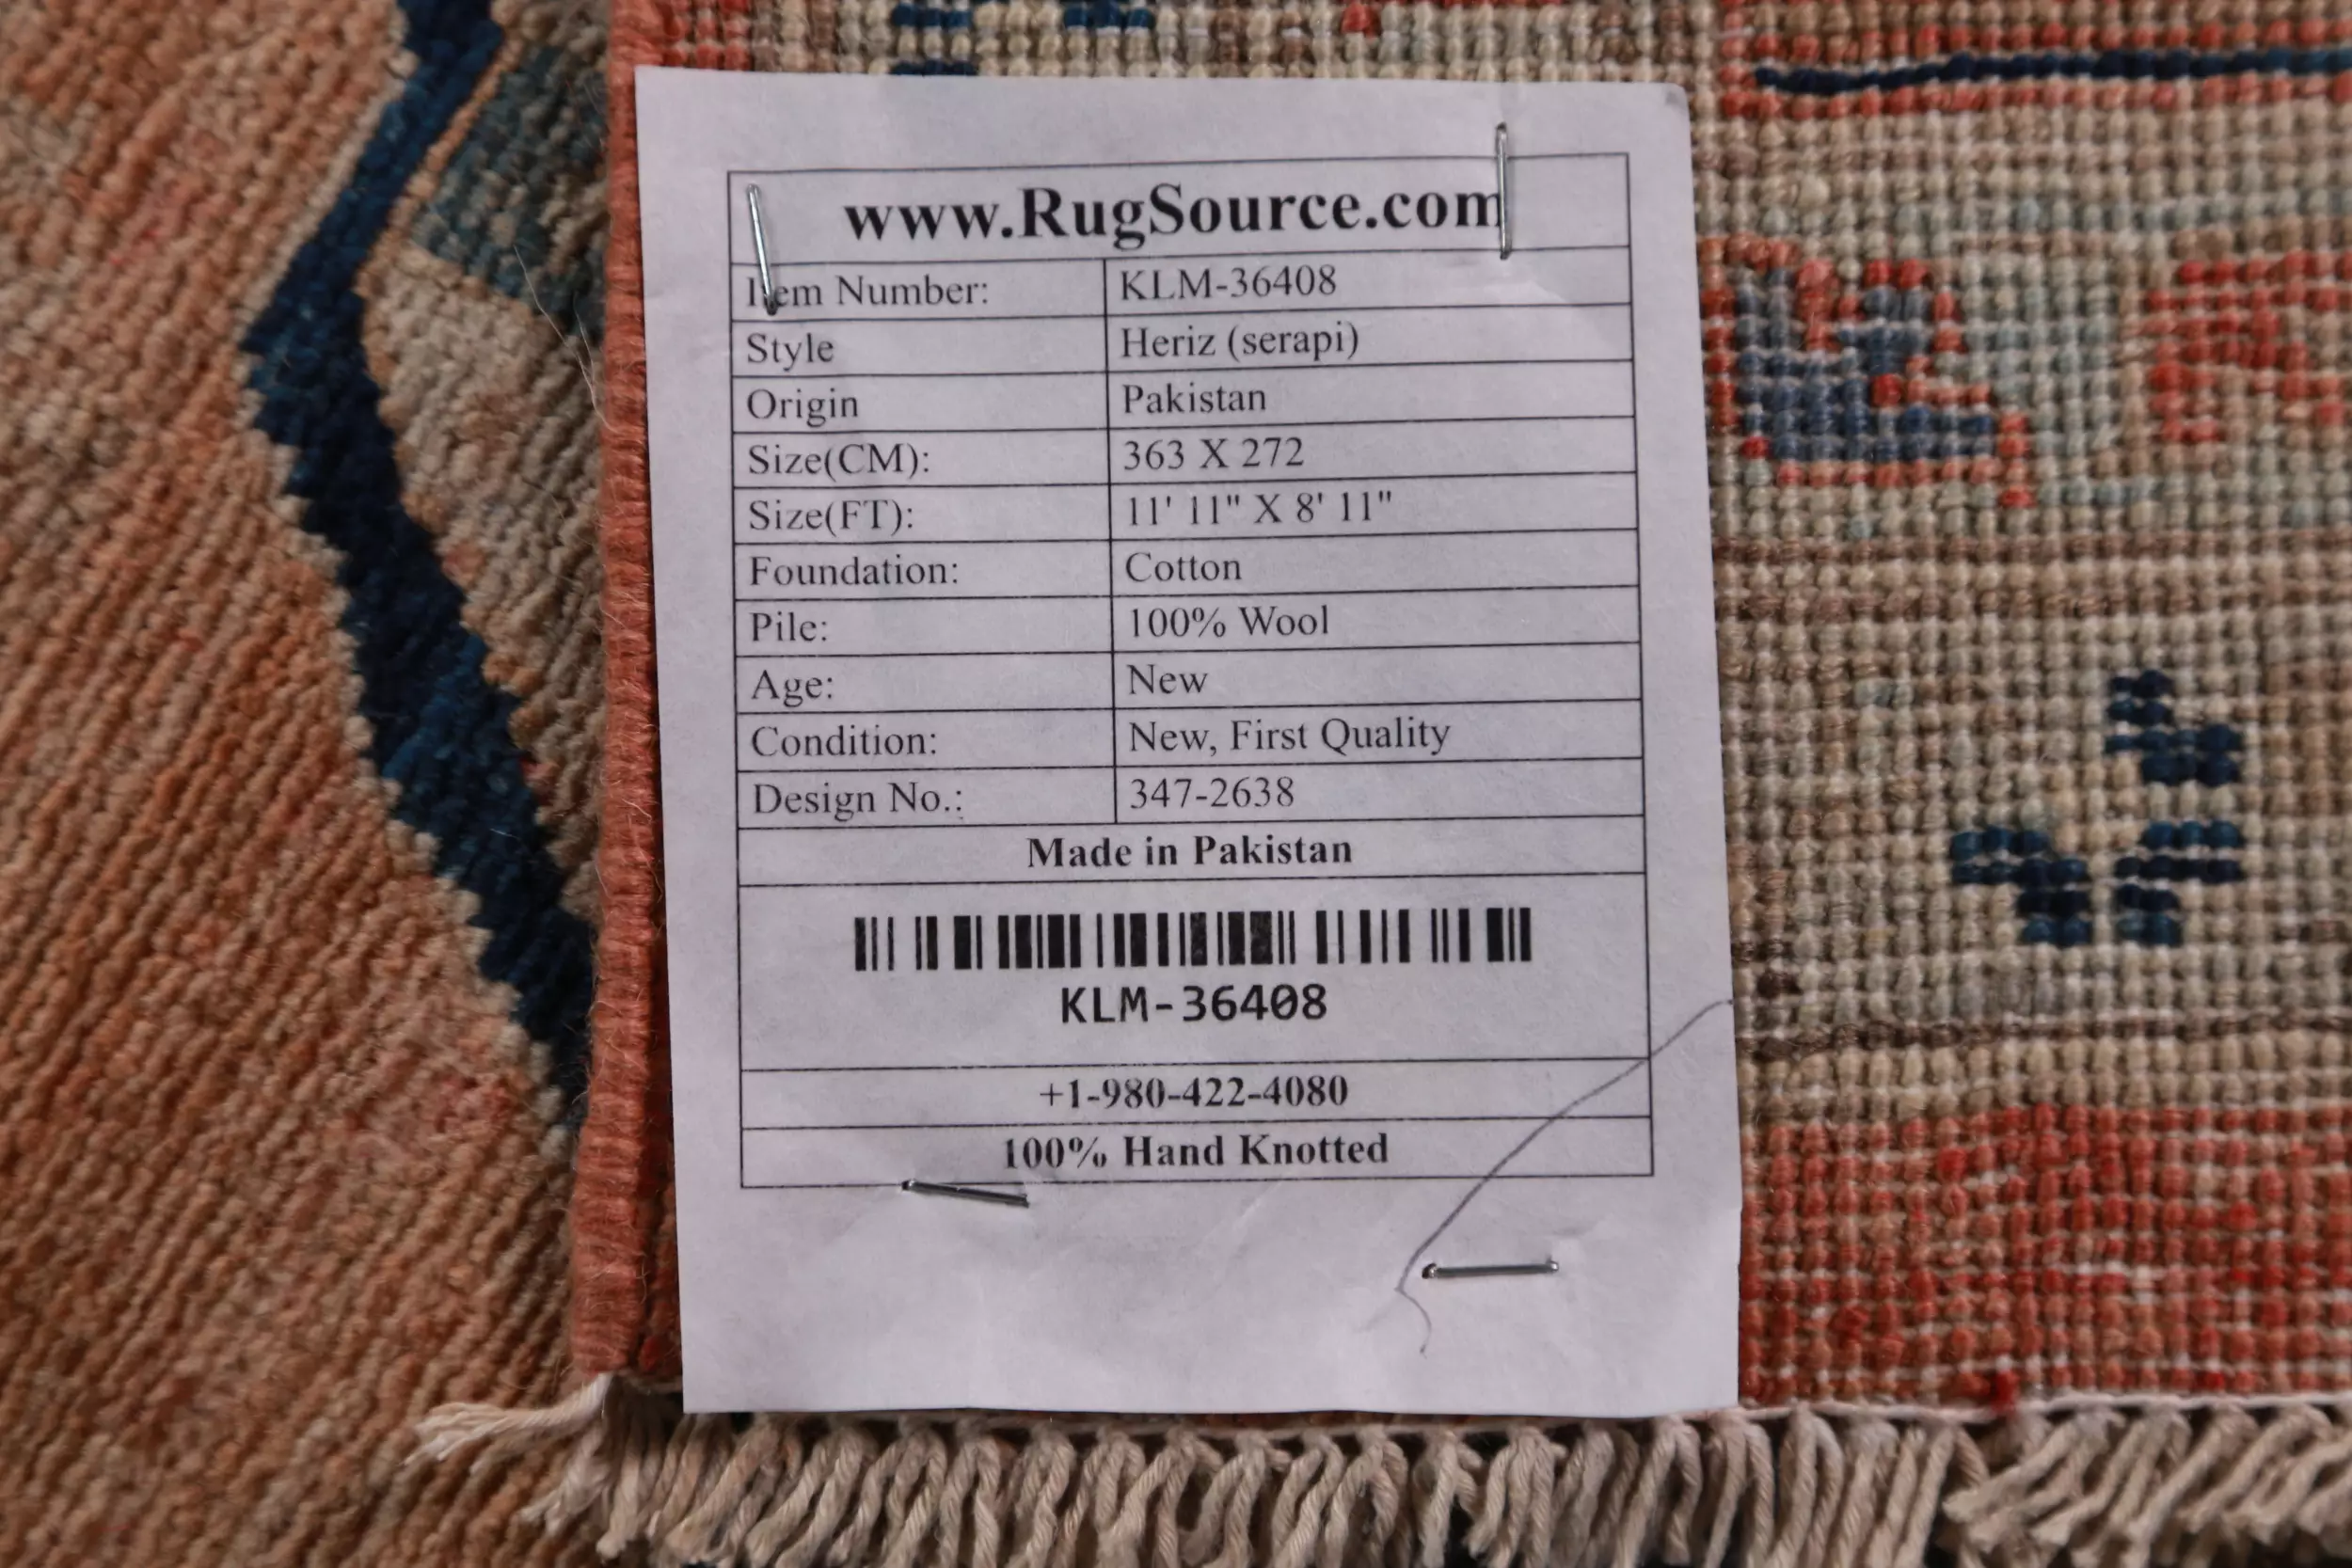 www.RugSource.com
Item Number: KLM-36408
Style Heriz (serapi)
Origin Pakistan
Size(CM): 363 X 272
Size(FT): 11' 11" X 8' 11"
Foundation: Cotton
Pile: 100% Wool
Age: New
Condition: New, First Quality
Design No.: 347-2638
Made in Pakistan
KLM-36408
+1-980-422-4080
100% Hand Knotted